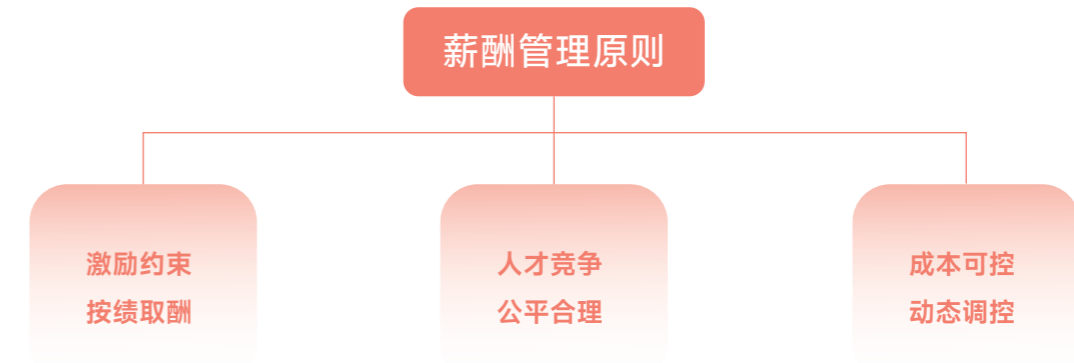 薪酬管理原则
激励约束
按绩取酬
人才竞争
公平合理
成本可控
动态调控